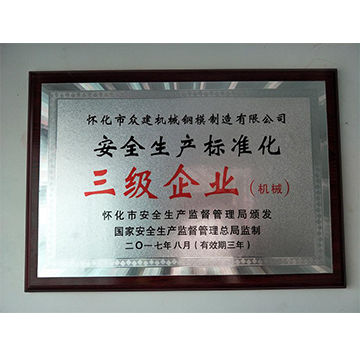 怀化市众建机械钢模制造有限公司
安全生产标准化
三级企业(机械)
怀化市安全生产监督管理局颁发
国家安全生产监督管理总局监制
二〇一七年八月(有效期三年)